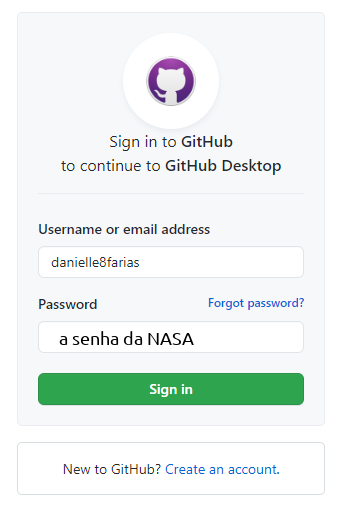 Sign in to GitHub
to continue to GitHub Desktop
Username or email address
danielle8farias
Password Forgot password?
a senha da NASA
Sign in
New to GitHub? Create an account.